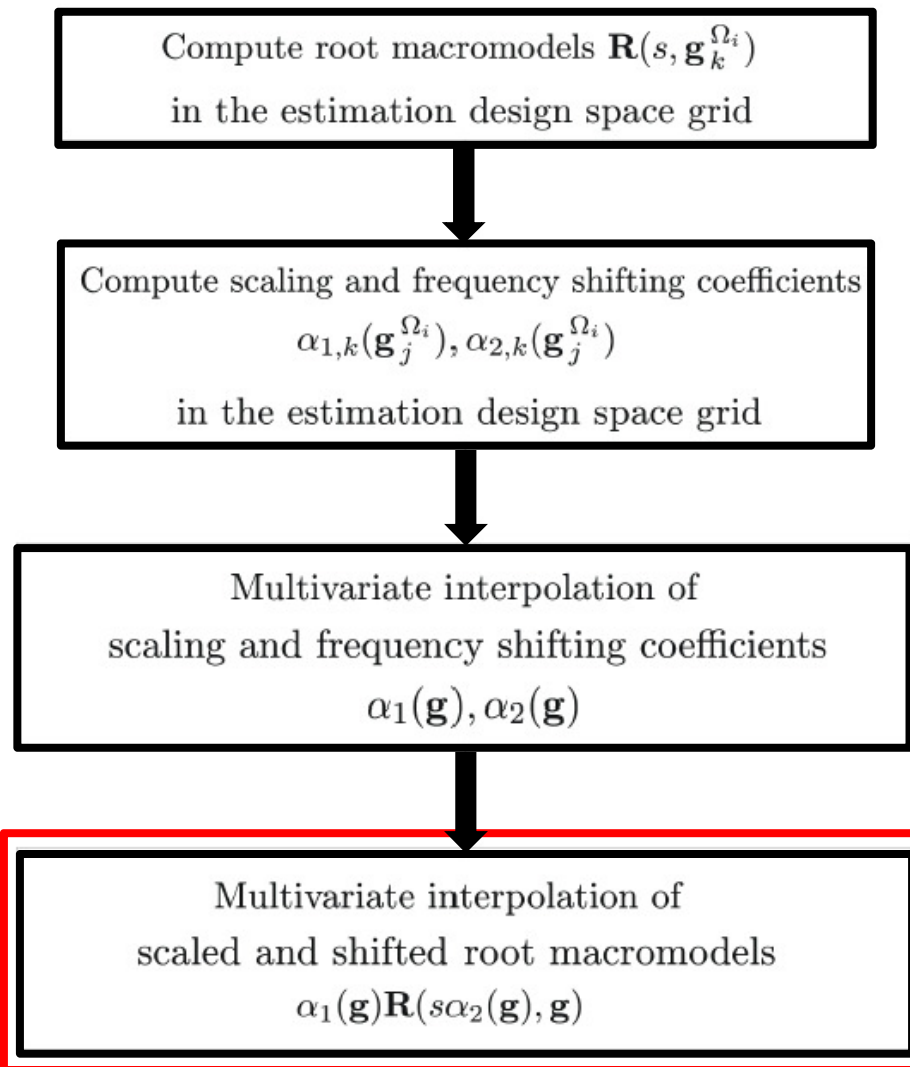 Compute root macromodels R(s, g_k^{Ω_i})
in the estimation design space grid
Compute scaling and frequency shifting coefficients
α_{1,k}(g_j^{Ω_i}), α_{2,k}(g_j^{Ω_i})
in the estimation design space grid
Multivariate interpolation of
scaling and frequency shifting coefficients
α_1(g), α_2(g)
Multivariate interpolation of
scaled and shifted root macromodels
α_1(g)R(sα_2(g), g)